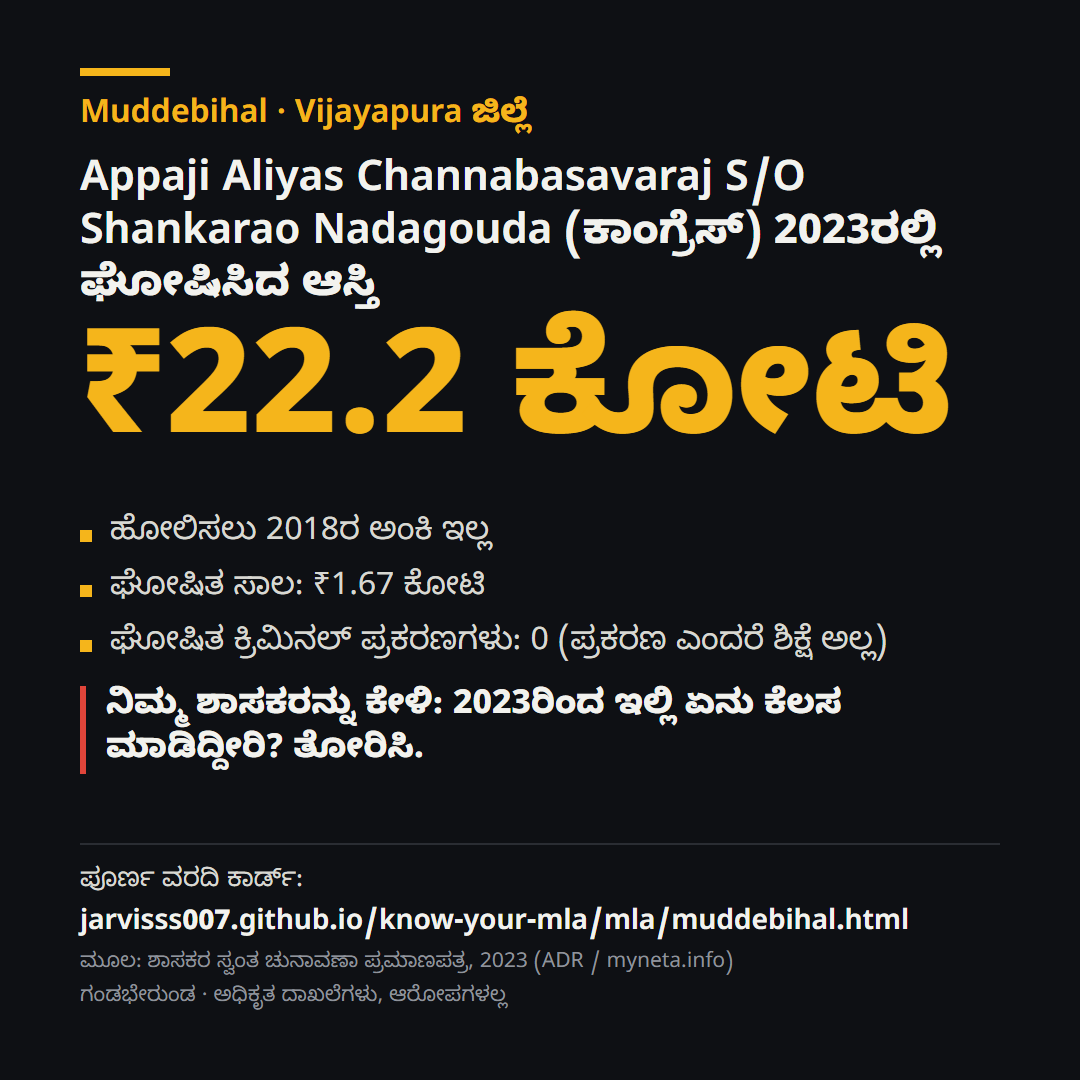 Muddebihal · Vijayapura ಜಿಲ್ಲೆ
Appaji Aliyas Channabasavaraj S/O
Shankarao Nadagouda (ಕಾಂಗ್ರೆಸ್) 2023ರಲ್ಲಿ
ಘೋಷಿಸಿದ ಆಸ್ತಿ
₹22.2 ಕೋಟಿ
ಹೋಲಿಸಲು 2018ರ ಅಂಕಿ ಇಲ್ಲ
ಘೋಷಿತ ಸಾಲ: ₹1.67 ಕೋಟಿ
ಘೋಷಿತ ಕ್ರಿಮಿನಲ್ ಪ್ರಕರಣಗಳು: 0 (ಪ್ರಕರಣ ಎಂದರೆ ಶಿಕ್ಷೆ ಅಲ್ಲ)
ನಿಮ್ಮ ಶಾಸಕರನ್ನು ಕೇಳಿ: 2023ರಿಂದ ಇಲ್ಲಿ ಏನು ಕೆಲಸ
ಮಾಡಿದ್ದೀರಿ? ತೋರಿಸಿ.
ಪೂರ್ಣ ವರದಿ ಕಾರ್ಡ್:
jarvisss007.github.io/know-your-mla/mla/muddebihal.html
ಮೂಲ: ಶಾಸಕರ ಸ್ವಂತ ಚುನಾವಣಾ ಪ್ರಮಾಣಪತ್ರ, 2023 (ADR / myneta.info)
ಗಂಡಭೇರುಂಡ · ಅಧಿಕೃತ ದಾಖಲೆಗಳು, ಆರೋಪಗಳಲ್ಲ